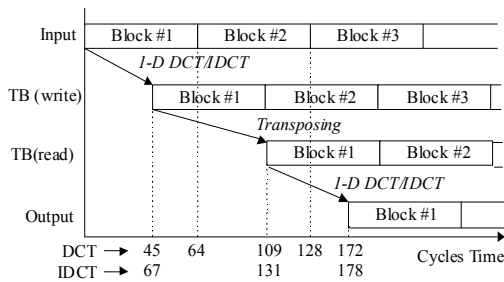 Input Block #1 Block #2 Block #3
1-D DCT/IDCT
TB (write) Block #1 Block #2 Block #3
Transposing
TB(read) Block #1 Block #2
1-D DCT/IDCT
Output Block #1
DCT 45 64 109 128 172 Cycles Time
IDCT 67 131 178